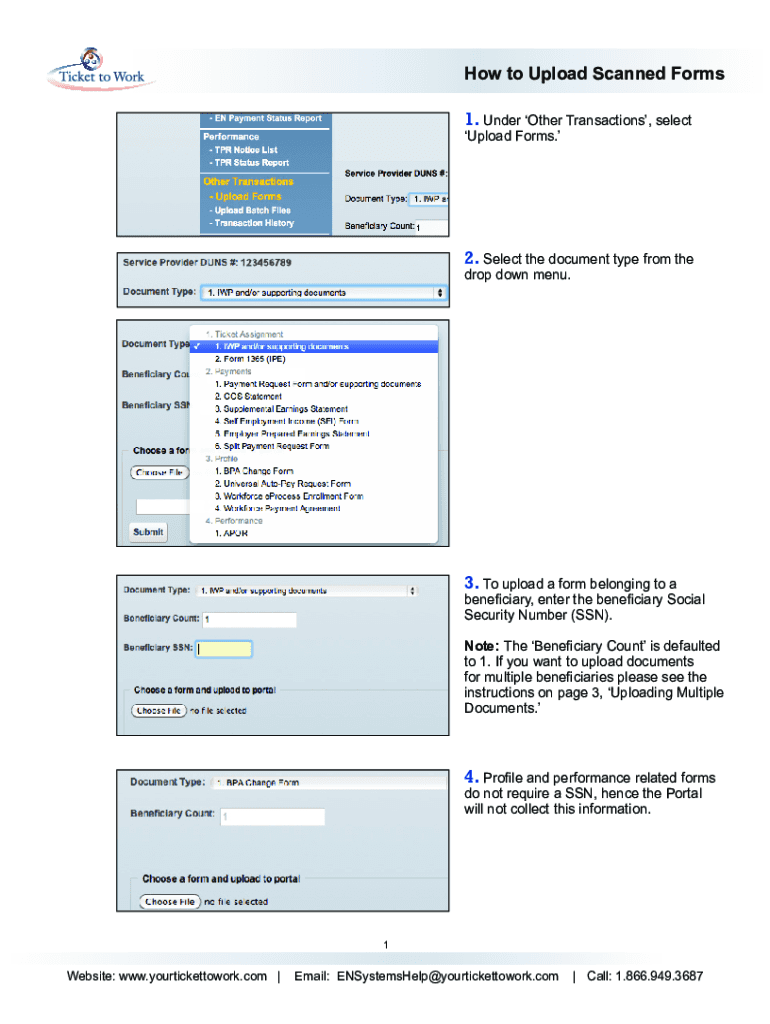 Ticket to Work
How to Upload Scanned Forms
- EN Payment Status Report
Performance
- TPR Notice List
- TPR Status Report
Other Transactions
- Upload Forms
- Upload Batch Files
- Transaction History
Service Provider DUNS #:
Document Type: 1. IWP a
Beneficiary Count: 1
1. Under ‘Other Transactions’, select
‘Upload Forms.’
Service Provider DUNS #: 123456789
Document Type: 1. IWP and/or supporting documents
2. Select the document type from the
drop down menu.
Document Type
Beneficiary Cou
Beneficiary SSN
Choose a for
Choose File
Submit
1. Ticket Assignment
✓ 1. IWP and/or supporting documents
2. Form 1365 (IPE)
2. Payments
1. Payment Request Form and/or supporting documents
2. CCS Statement
3. Supplemental Earnings Statement
4. Self Employment Income (SEI) Form
5. Employer Prepared Earnings Statement
6. Split Payment Request Form
3. Profile
1. BPA Change Form
2. Universal Auto-Pay Request Form
3. Workforce eProcess Enrollment Form
4. Workforce Payment Agreement
4. Performance
1. APOR
Document Type: 1. IWP and/or supporting documents
Beneficiary Count: 1
Beneficiary SSN:
Choose a form and upload to portal
Choose File no file selected
3. To upload a form belonging to a
beneficiary, enter the beneficiary Social
Security Number (SSN).
Note: The ‘Beneficiary Count’ is defaulted
to 1. If you want to upload documents
for multiple beneficiaries please see the
instructions on page 3, ‘Uploading Multiple
Documents.’
Document Type: 1. BPA Change Form
Beneficiary Count: 1
Choose a form and upload to portal
Choose File no file selected
4. Profile and performance related forms
do not require a SSN, hence the Portal
will not collect this information.
1
Website: www.yourtickettowork.com | Email: ENSystemsHelp@yourtickettowork.com | Call: 1.866.949.3687